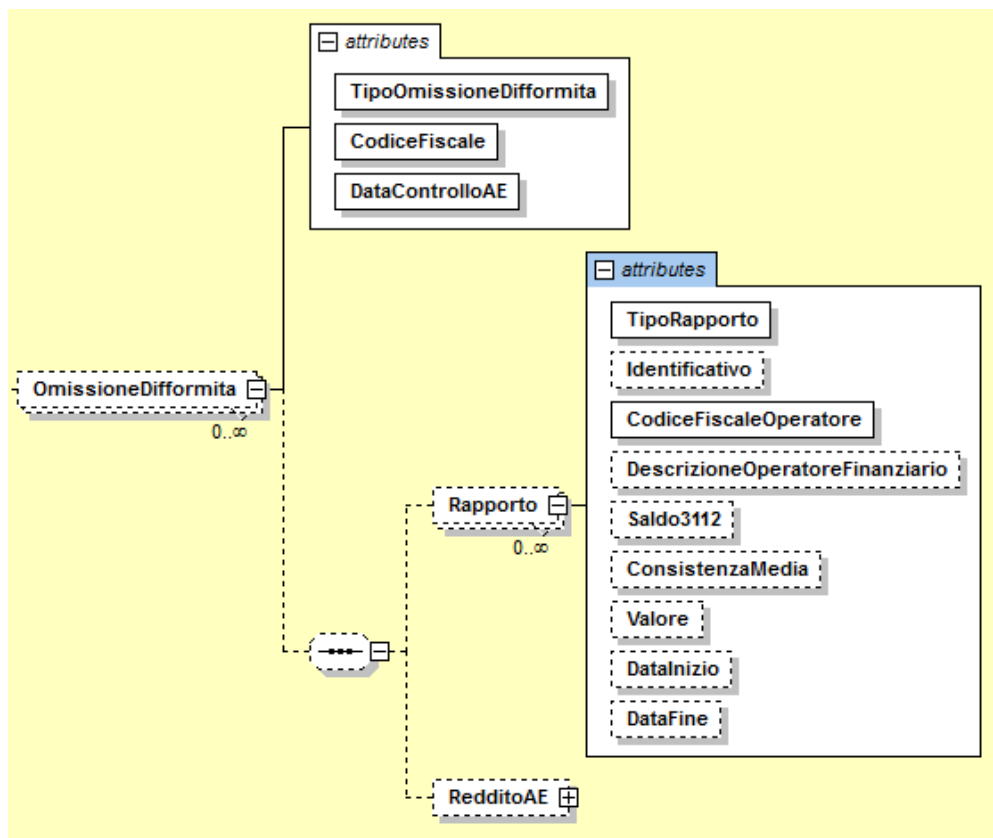 attributes
TipoOmissioneDifformita
CodiceFiscale
DataControlloAE
OmissioneDifformita
0..∞
attributes
TipoRapporto
Identificativo
CodiceFiscaleOperatore
DescrizioneOperatoreFinanziario
Saldo3112
ConsistenzaMedia
Valore
DataInizio
DataFine
Rapporto
0..∞
RedditoAE